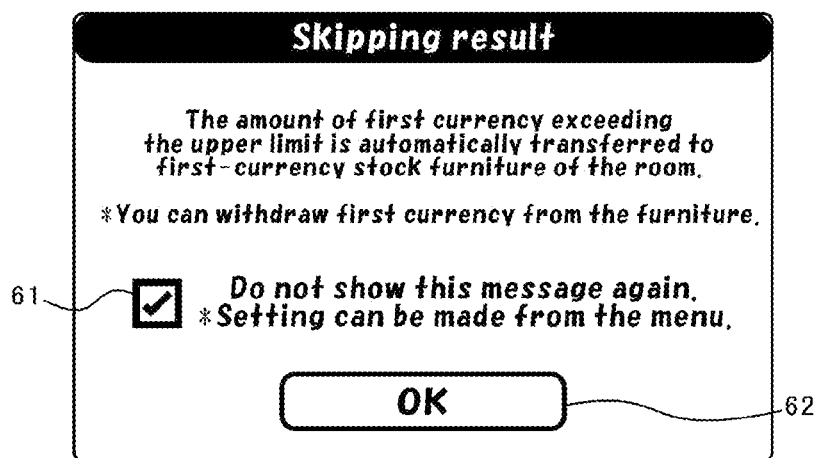 Skipping result
The amount of first currency exceeding
the upper limit is automatically transferred to
first-currency stock furniture of the room.
*You can withdraw first currency from the furniture.
61
Do not show this message again.
*Setting can be made from the menu.
OK
62